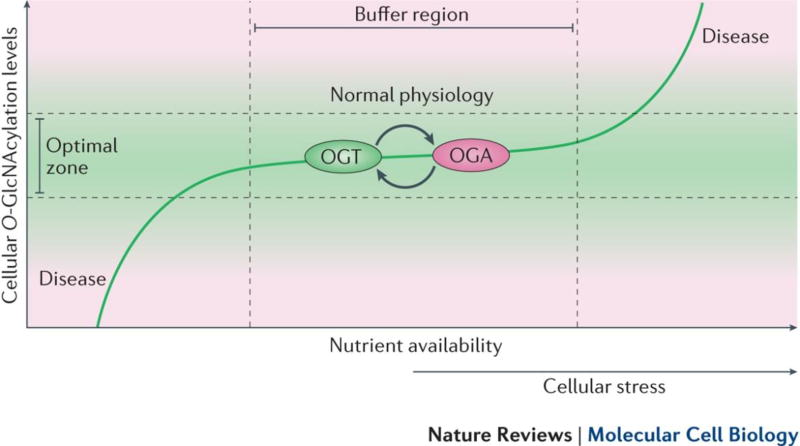 Buffer region
Disease
Normal physiology
Optimal
zone
OGT
OGA
Disease
Cellular O-GlcNAcylation levels
Nutrient availability
Cellular stress
Nature Reviews | Molecular Cell Biology